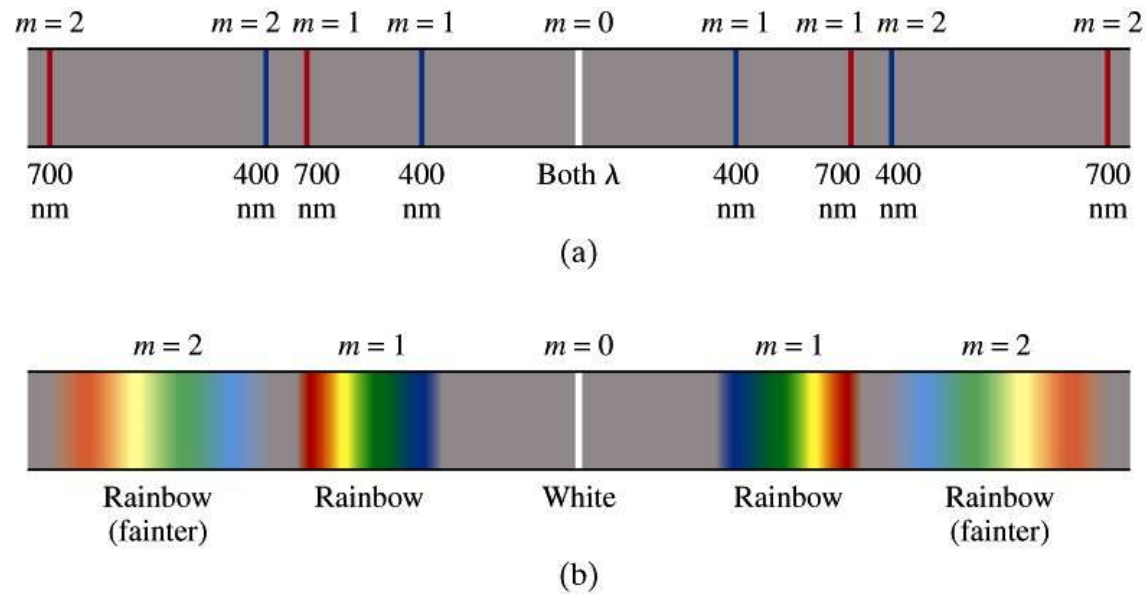 m = 2 m = 2 m = 1 m = 1 m = 0 m = 1 m = 1 m = 2 m = 2
700 400 700 400 Both λ 400 700 400 700
nm nm nm nm nm nm nm nm
(a)
m = 2 m = 1 m = 0 m = 1 m = 2
Rainbow Rainbow White Rainbow Rainbow
(fainter) (fainter)
(b)